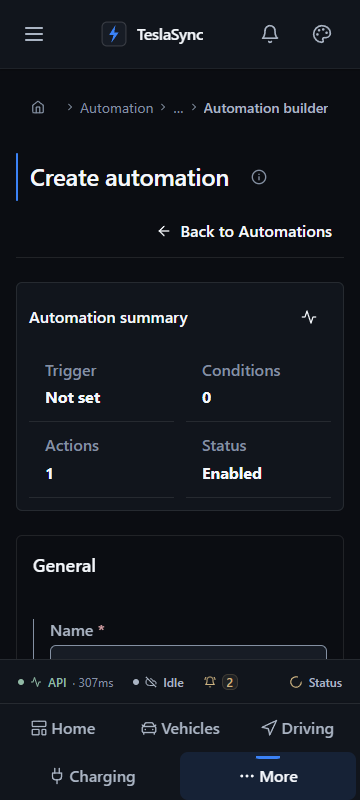 TeslaSync
Automation ... Automation builder
Create automation
Back to Automations
Automation summary
Trigger Conditions
Not set 0
Actions Status
1 Enabled
General
Name *
API · 307ms Idle 2 Status
Home Vehicles Driving
Charging More